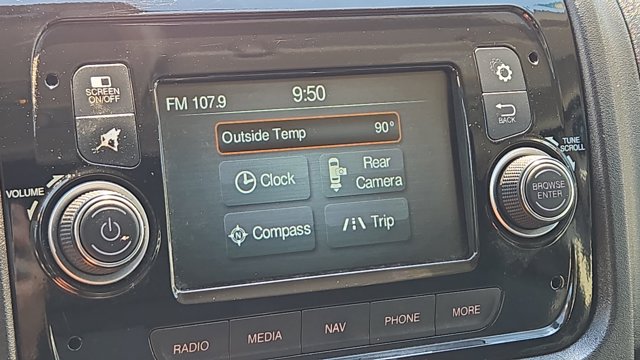 SCREEN
ON/OFF
FM 107.9
9:50
BACK
Outside Temp 90°
Clock
Rear
Camera
N
Compass
Trip
VOLUME
TUNE
SCROLL
BROWSE
ENTER
RADIO
MEDIA
NAV
PHONE
MORE